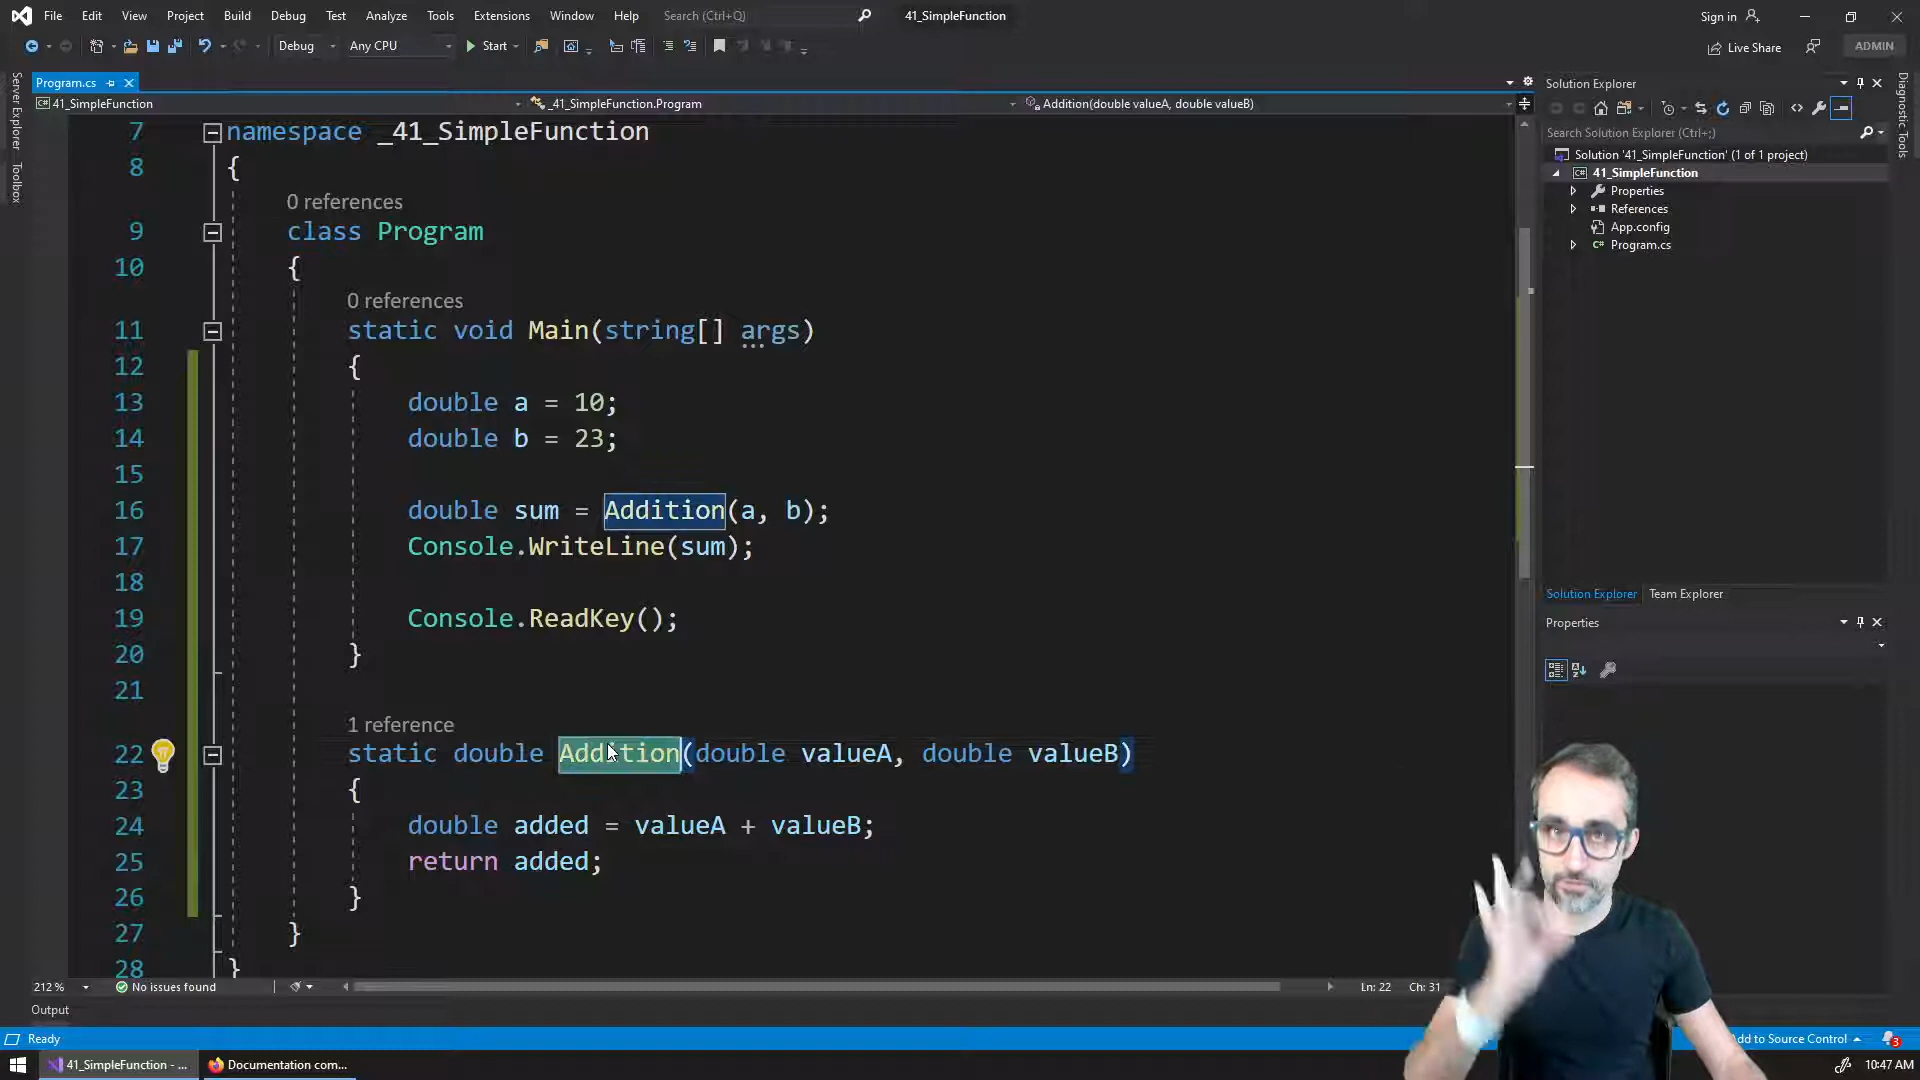 File Edit View Project Build Debug Test Analyze Tools Extensions Window Help Search (Ctrl+Q) 41_SimpleFunction Sign in
Debug Any CPU Start Live Share ADMIN
Program.cs
41_SimpleFunction _41_SimpleFunction.Program Addition(double valueA, double valueB)
Server Explorer
Toolbox
7 namespace _41_SimpleFunction
8 {
0 references
9 class Program
10 {
0 references
11 static void Main(string[] args)
12 {
13 double a = 10;
14 double b = 23;
15
16 double sum = Addition(a, b);
17 Console.WriteLine(sum);
18
19 Console.ReadKey();
20 }
21
1 reference
22 static double Addition(double valueA, double valueB)
23 {
24 double added = valueA + valueB;
25 return added;
26 }
27 }
28 }
212 % No issues found Ln: 22 Ch: 31
Output
Ready
Add to Source Control 3
41_SimpleFunction - ... Documentation com... 10:47 AM
Solution Explorer
Search Solution Explorer (Ctrl+;)
Solution '41_SimpleFunction' (1 of 1 project)
41_SimpleFunction
Properties
References
App.config
Program.cs
Solution Explorer Team Explorer
Properties
Diagnostic Tools